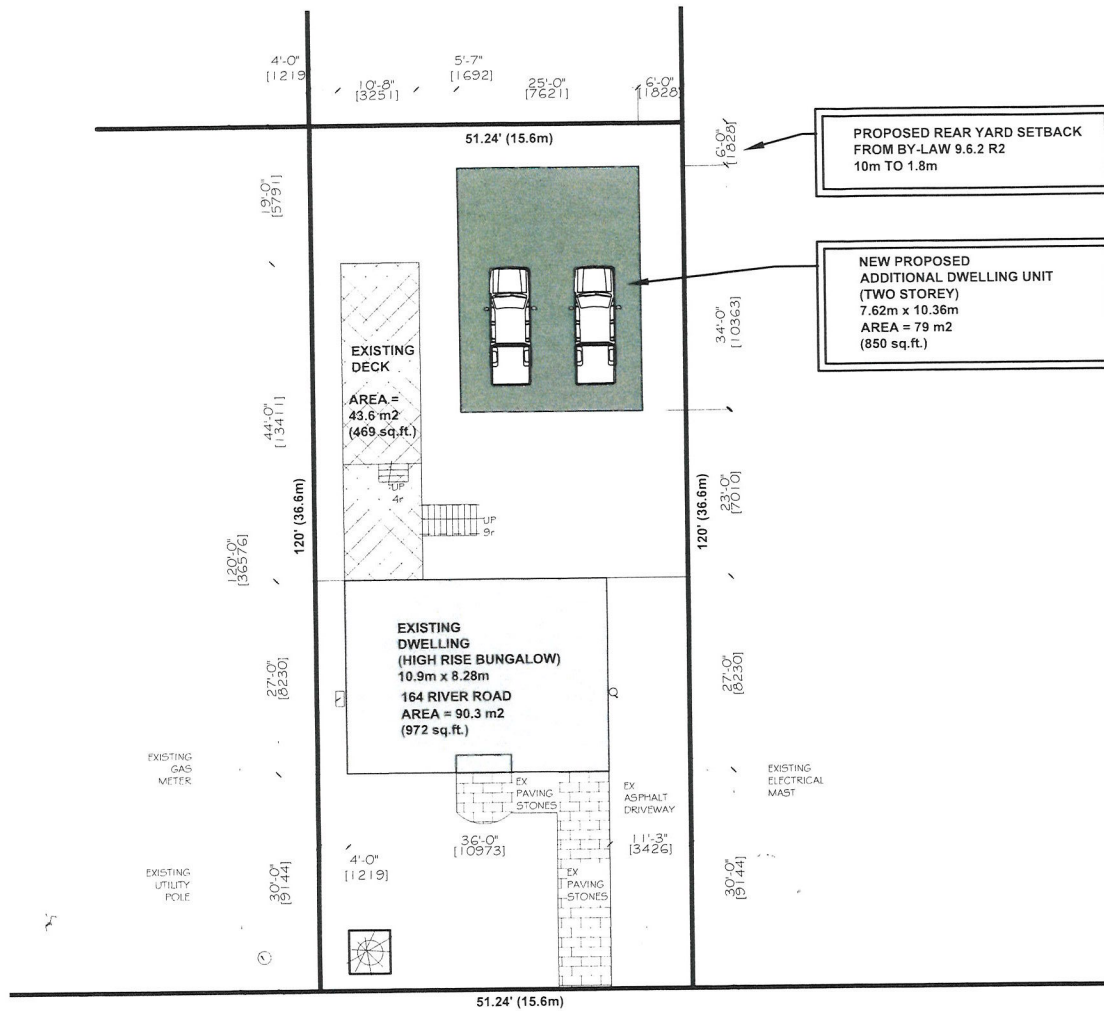 4'-0"
[1219
10'-8"
[3251]
5'-7"
[1692]
25'-0"
[7621]
6'-0"
[1828]
51.24' (15.6m)
6'-0"
[1828]
PROPOSED REAR YARD SETBACK
FROM BY-LAW 9.6.2 R2
10m TO 1.8m
19'-0"
[5791]
NEW PROPOSED
ADDITIONAL DWELLING UNIT
(TWO STOREY)
7.62m x 10.36m
AREA = 79 m2
(850 sq.ft.)
34'-0"
[10363]
EXISTING
DECK
AREA =
43.6 m2
(469 sq.ft.)
44'-0"
[13411]
UP
4r
UP
9r
120' (36.6m)
120'-0"
[36576]
120' (36.6m)
23'-0"
[7010]
EXISTING
DWELLING
(HIGH RISE BUNGALOW)
10.9m x 8.28m
164 RIVER ROAD
AREA = 90.3 m2
(972 sq.ft.)
27'-0"
[8230]
27'-0"
[8230]
EXISTING
GAS
METER
EX
PAVING
STONES
EX
ASPHALT
DRIVEWAY
EXISTING
ELECTRICAL
MAST
4'-0"
[1219]
36'-0"
[10973]
11'-3"
[3426]
EXISTING
UTILITY
POLE
30'-0"
[9144]
EX
PAVING
STONES
30'-0"
[9144]
51.24' (15.6m)